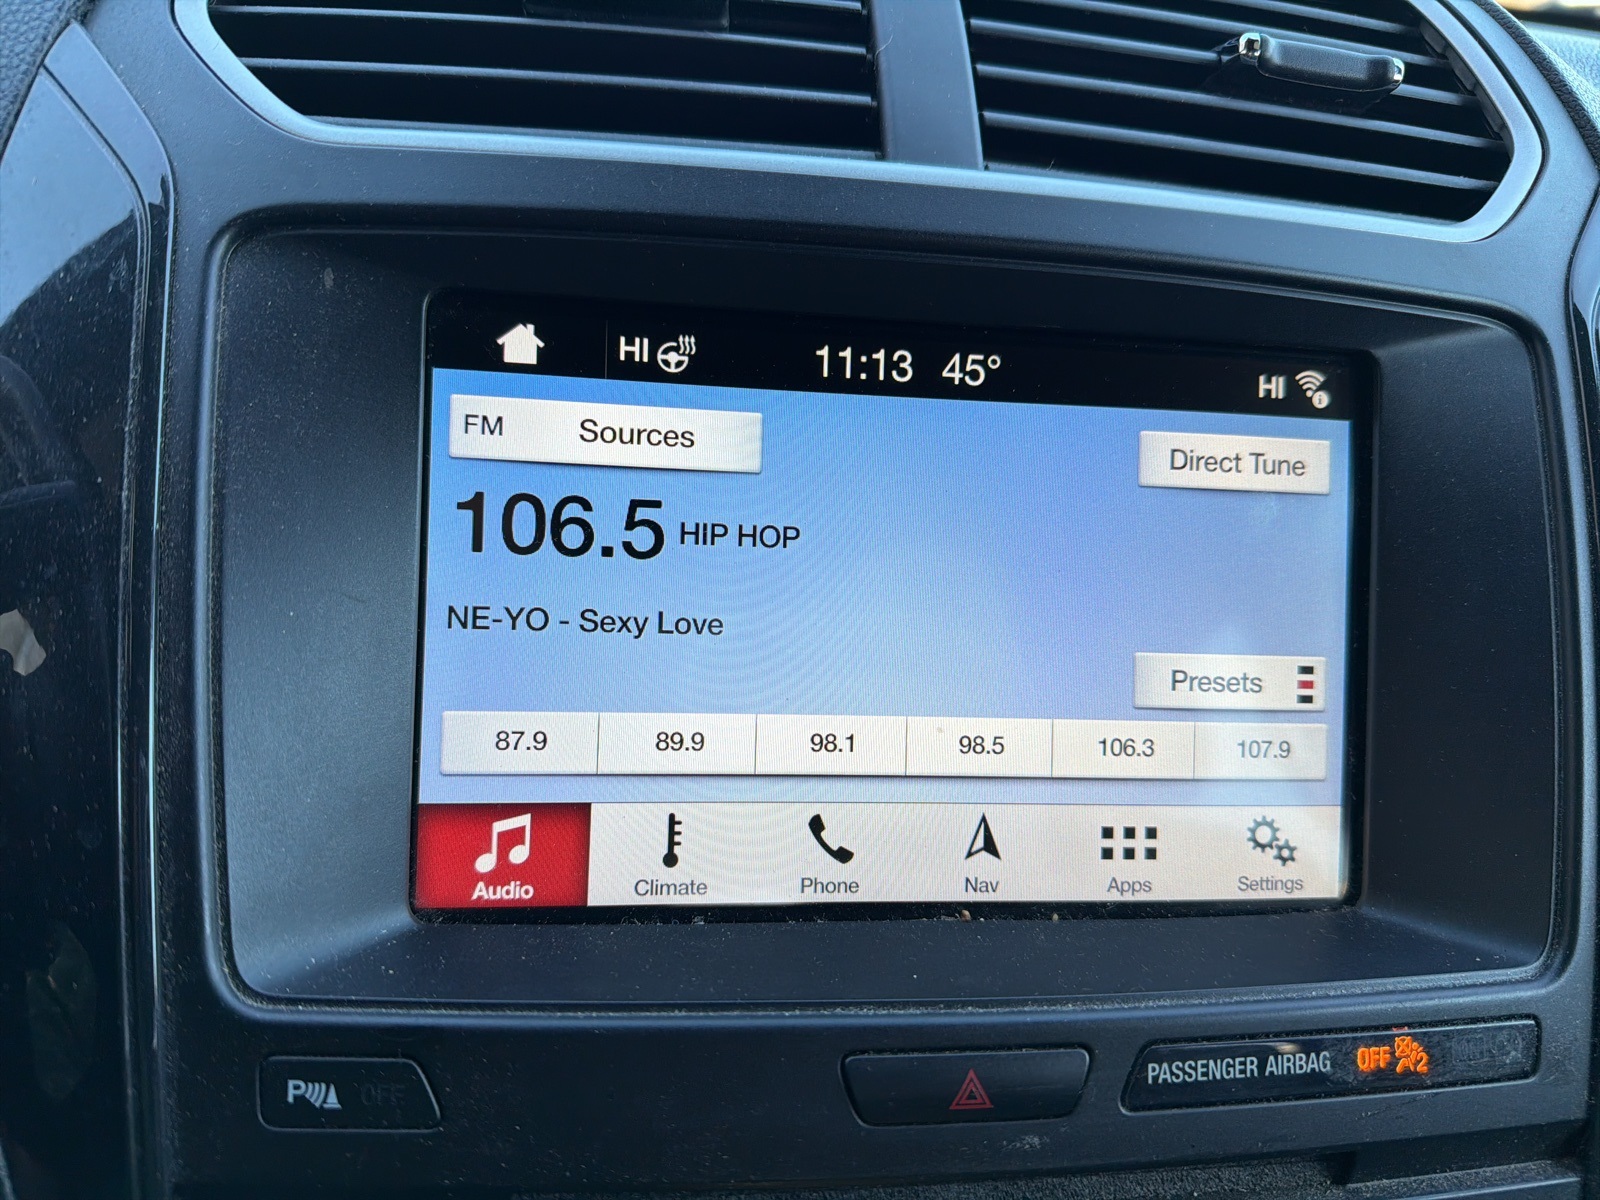 HI 11:13 45° HI
FM Sources
Direct Tune
106.5 HIP HOP
NE-YO - Sexy Love
Presets
87.9 89.9 98.1 98.5 106.3 107.9
Audio Climate Phone Nav Apps Settings
P OFF
PASSENGER AIRBAG OFF 2